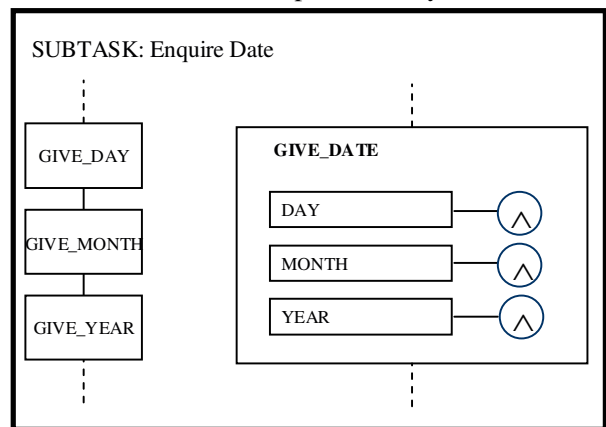 SUBTASK: Enquire Date
GIVE_DAY
GIVE_MONTH
GIVE_YEAR
GIVE_DATE
DAY
MONTH
YEAR